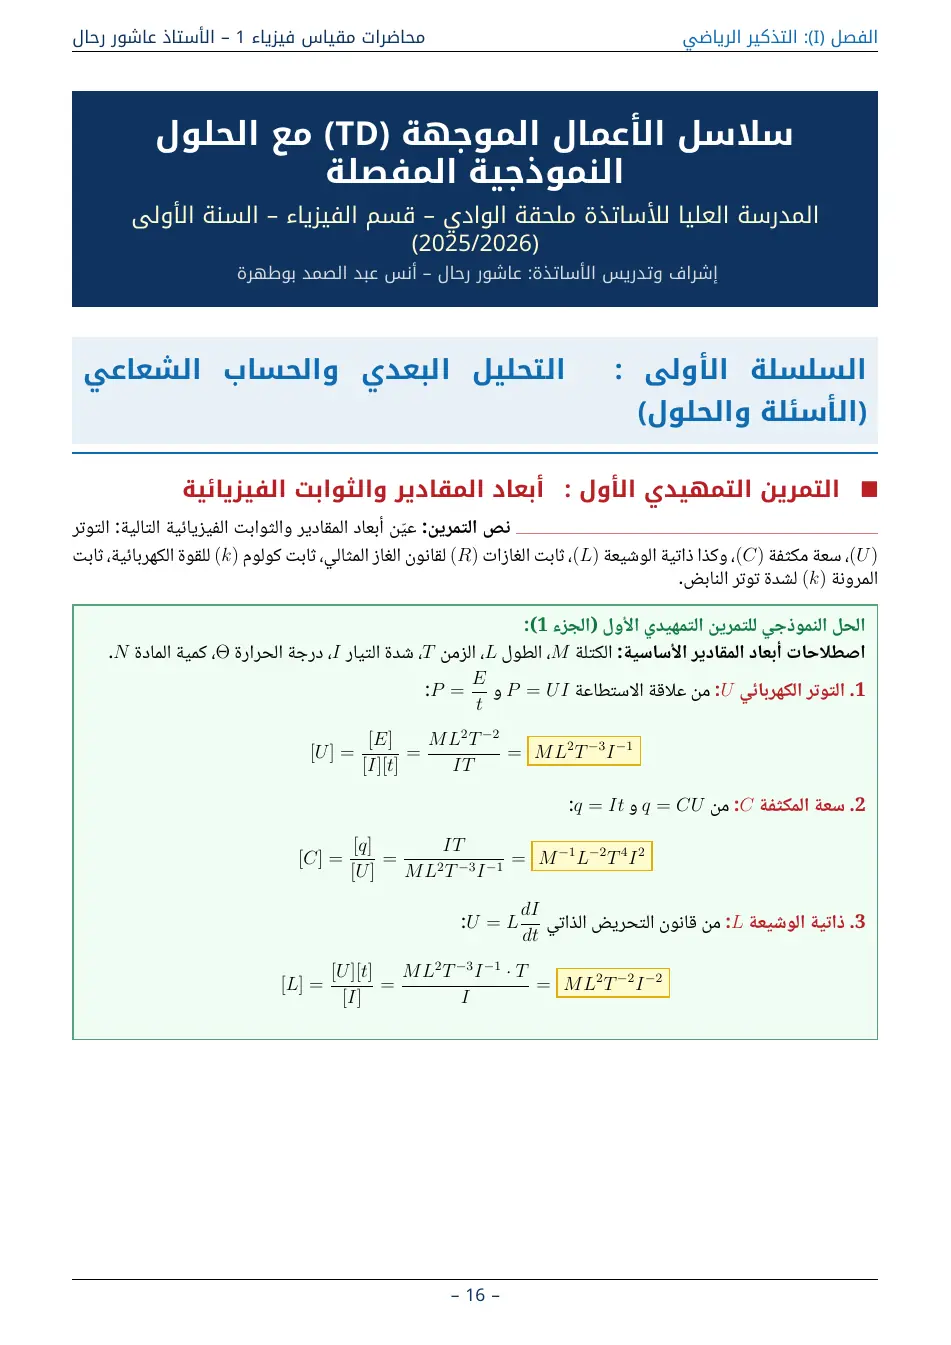 الفصل (I): التذكير الرياضي
محاضرات مقياس فيزياء 1 – الأستاذ عاشور رحال
سلاسل الأعمال الموجهة (TD) مع الحلول
النموذجية المفصلة
المدرسة العليا للأساتذة ملحقة الوادي – قسم الفيزياء – السنة الأولى
(2025/2026)
إشراف وتدريس الأساتذة: عاشور رحال – أنس عبد الصمد بوطهرة
السلسلة الأولى : التحليل البعدي والحساب الشعاعي
(الأسئلة والحلول)
■ التمرين التمهيدي الأول : أبعاد المقادير والثوابت الفيزيائية
نص التمرين: عيّن أبعاد المقادير والثوابت الفيزيائية التالية: التوتر
(U)، سعة مكثفة (C)، وكذا ذاتية الوشيعة (L)، ثابت الغازات (R) لقانون الغاز المثالي، ثابت كولوم (k) للقوة الكهربائية، ثابت
المرونة (k) لشدة توتر النابض.
الحل النموذجي للتمرين التمهيدي الأول (الجزء 1):
اصطلاحات أبعاد المقادير الأساسية: الكتلة M، الطول L، الزمن T، شدة التيار I، درجة الحرارة Θ، كمية المادة N.
1. التوتر الكهربائي U: من علاقة الاستطاعة P = UI و P = E/t:
[U] = [E]/([I][t]) = ML²T⁻²/(IT) = ML²T⁻³I⁻¹
2. سعة المكثفة C: من q = CU و q = It:
[C] = [q]/[U] = IT/(ML²T⁻³I⁻¹) = M⁻¹L⁻²T⁴I²
3. ذاتية الوشيعة L: من قانون التحريض الذاتي U = L dI/dt:
[L] = [U][t]/[I] = (ML²T⁻³I⁻¹ · T)/I = ML²T⁻²I⁻²
– 16 –